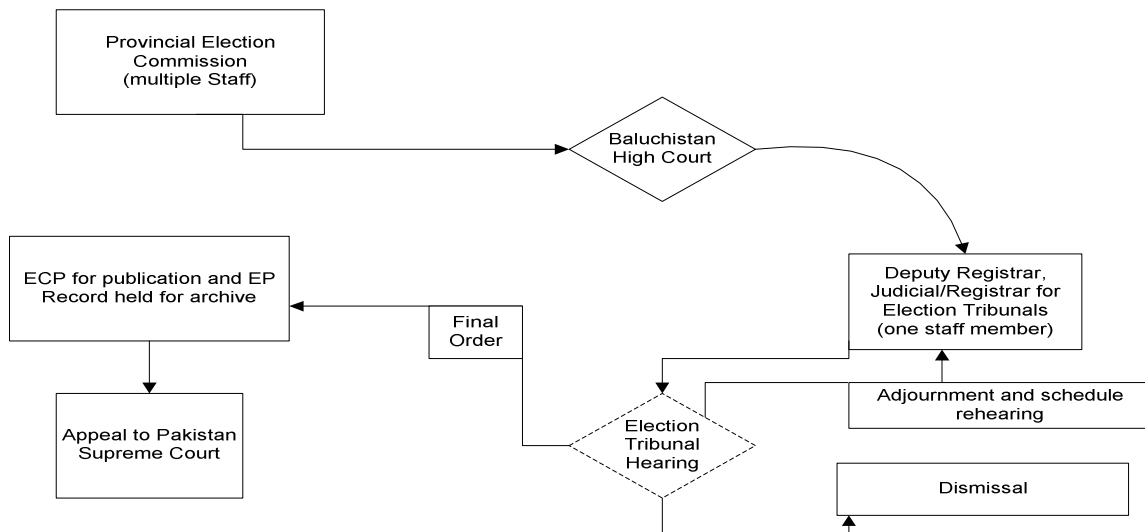 Provincial Election
Commission
(multiple Staff)
Baluchistan
High Court
ECP for publication and EP
Record held for archive
Deputy Registrar,
Judicial/Registrar for
Election Tribunals
(one staff member)
Final
Order
Adjournment and schedule
rehearing
Appeal to Pakistan
Supreme Court
Election
Tribunal
Hearing
Dismissal